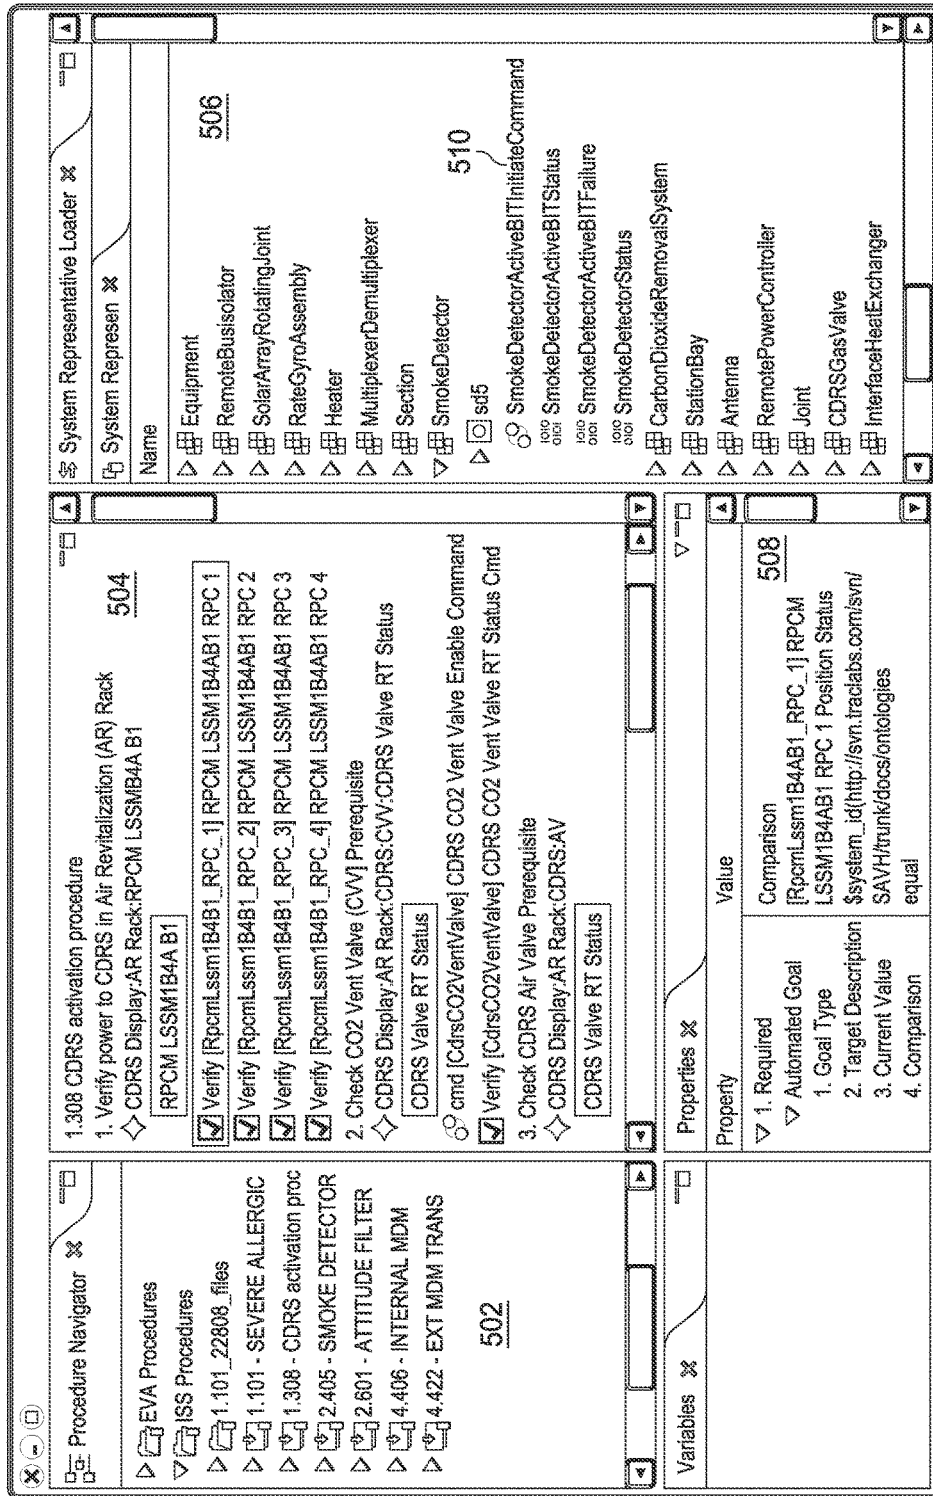 Procedure Navigator
EVA Procedures
ISS Procedures
1.101_22808_files
1.101 - SEVERE ALLERGIC
1.308 - CDRS activation proc
2.405 - SMOKE DETECTOR
2.601 - ATTITUDE FILTER
4.406 - INTERNAL MDM
4.422 - EXT MDM TRANS
502
Variables
1.308 CDRS activation procedure
1. Verify power to CDRS in Air Revitalization (AR) Rack
504
CDRS Display:AR Rack:RPCM LSSMB4A B1
RPCM LSSM1B4A B1
Verify [RpcmLssm1B4B1_RPC_1] RPCM LSSM1B4AB1 RPC 1
Verify [RpcmLssm1B4B1_RPC_2] RPCM LSSM1B4AB1 RPC 2
Verify [RpcmLssm1B4B1_RPC_3] RPCM LSSM1B4AB1 RPC 3
Verify [RpcmLssm1B4B1_RPC_4] RPCM LSSM1B4AB1 RPC 4
2. Check CO2 Vent Valve (CVV] Prerequisite
CDRS Display:AR Rack:CDRS:CVV:CDRS Valve RT Status
CDRS Valve RT Status
cmd [CdrsCO2VentValve] CDRS CO2 Vent Valve Enable Command
Verify [CdrsCO2VentValve] CDRS CO2 Vent Valve RT Status Cmd
3. Check CDRS Air Valve Prerequisite
CDRS Display:AR Rack:CDRS:AV
CDRS Valve RT Status
Properties
Property Value
1. Required
Automated Goal
1. Goal Type Comparison
2. Target Description [RpcmLssm1B4AB1_RPC_1] RPCM
LSSM1B4AB1 RPC 1 Position Status
3. Current Value $system_id(http://svn.traclabs.com/svn/
SAVH/trunk/docs/ontologies
4. Comparison equal
508
System Representative Loader
System Represen
Name
Equipment
506
RemoteBusisolator
SolarArrayRotatingJoint
RateGyroAssembly
Heater
MultiplexerDemultiplexer
Section
SmokeDetector
sd5
510
SmokeDetectorActiveBITInitiateCommand
SmokeDetectorActiveBITStatus
SmokeDetectorActiveBITFailure
SmokeDetectorStatus
CarbonDioxideRemovalSystem
StationBay
Antenna
RemotePowerController
Joint
CDRSGasValve
InterfaceHeatExchanger